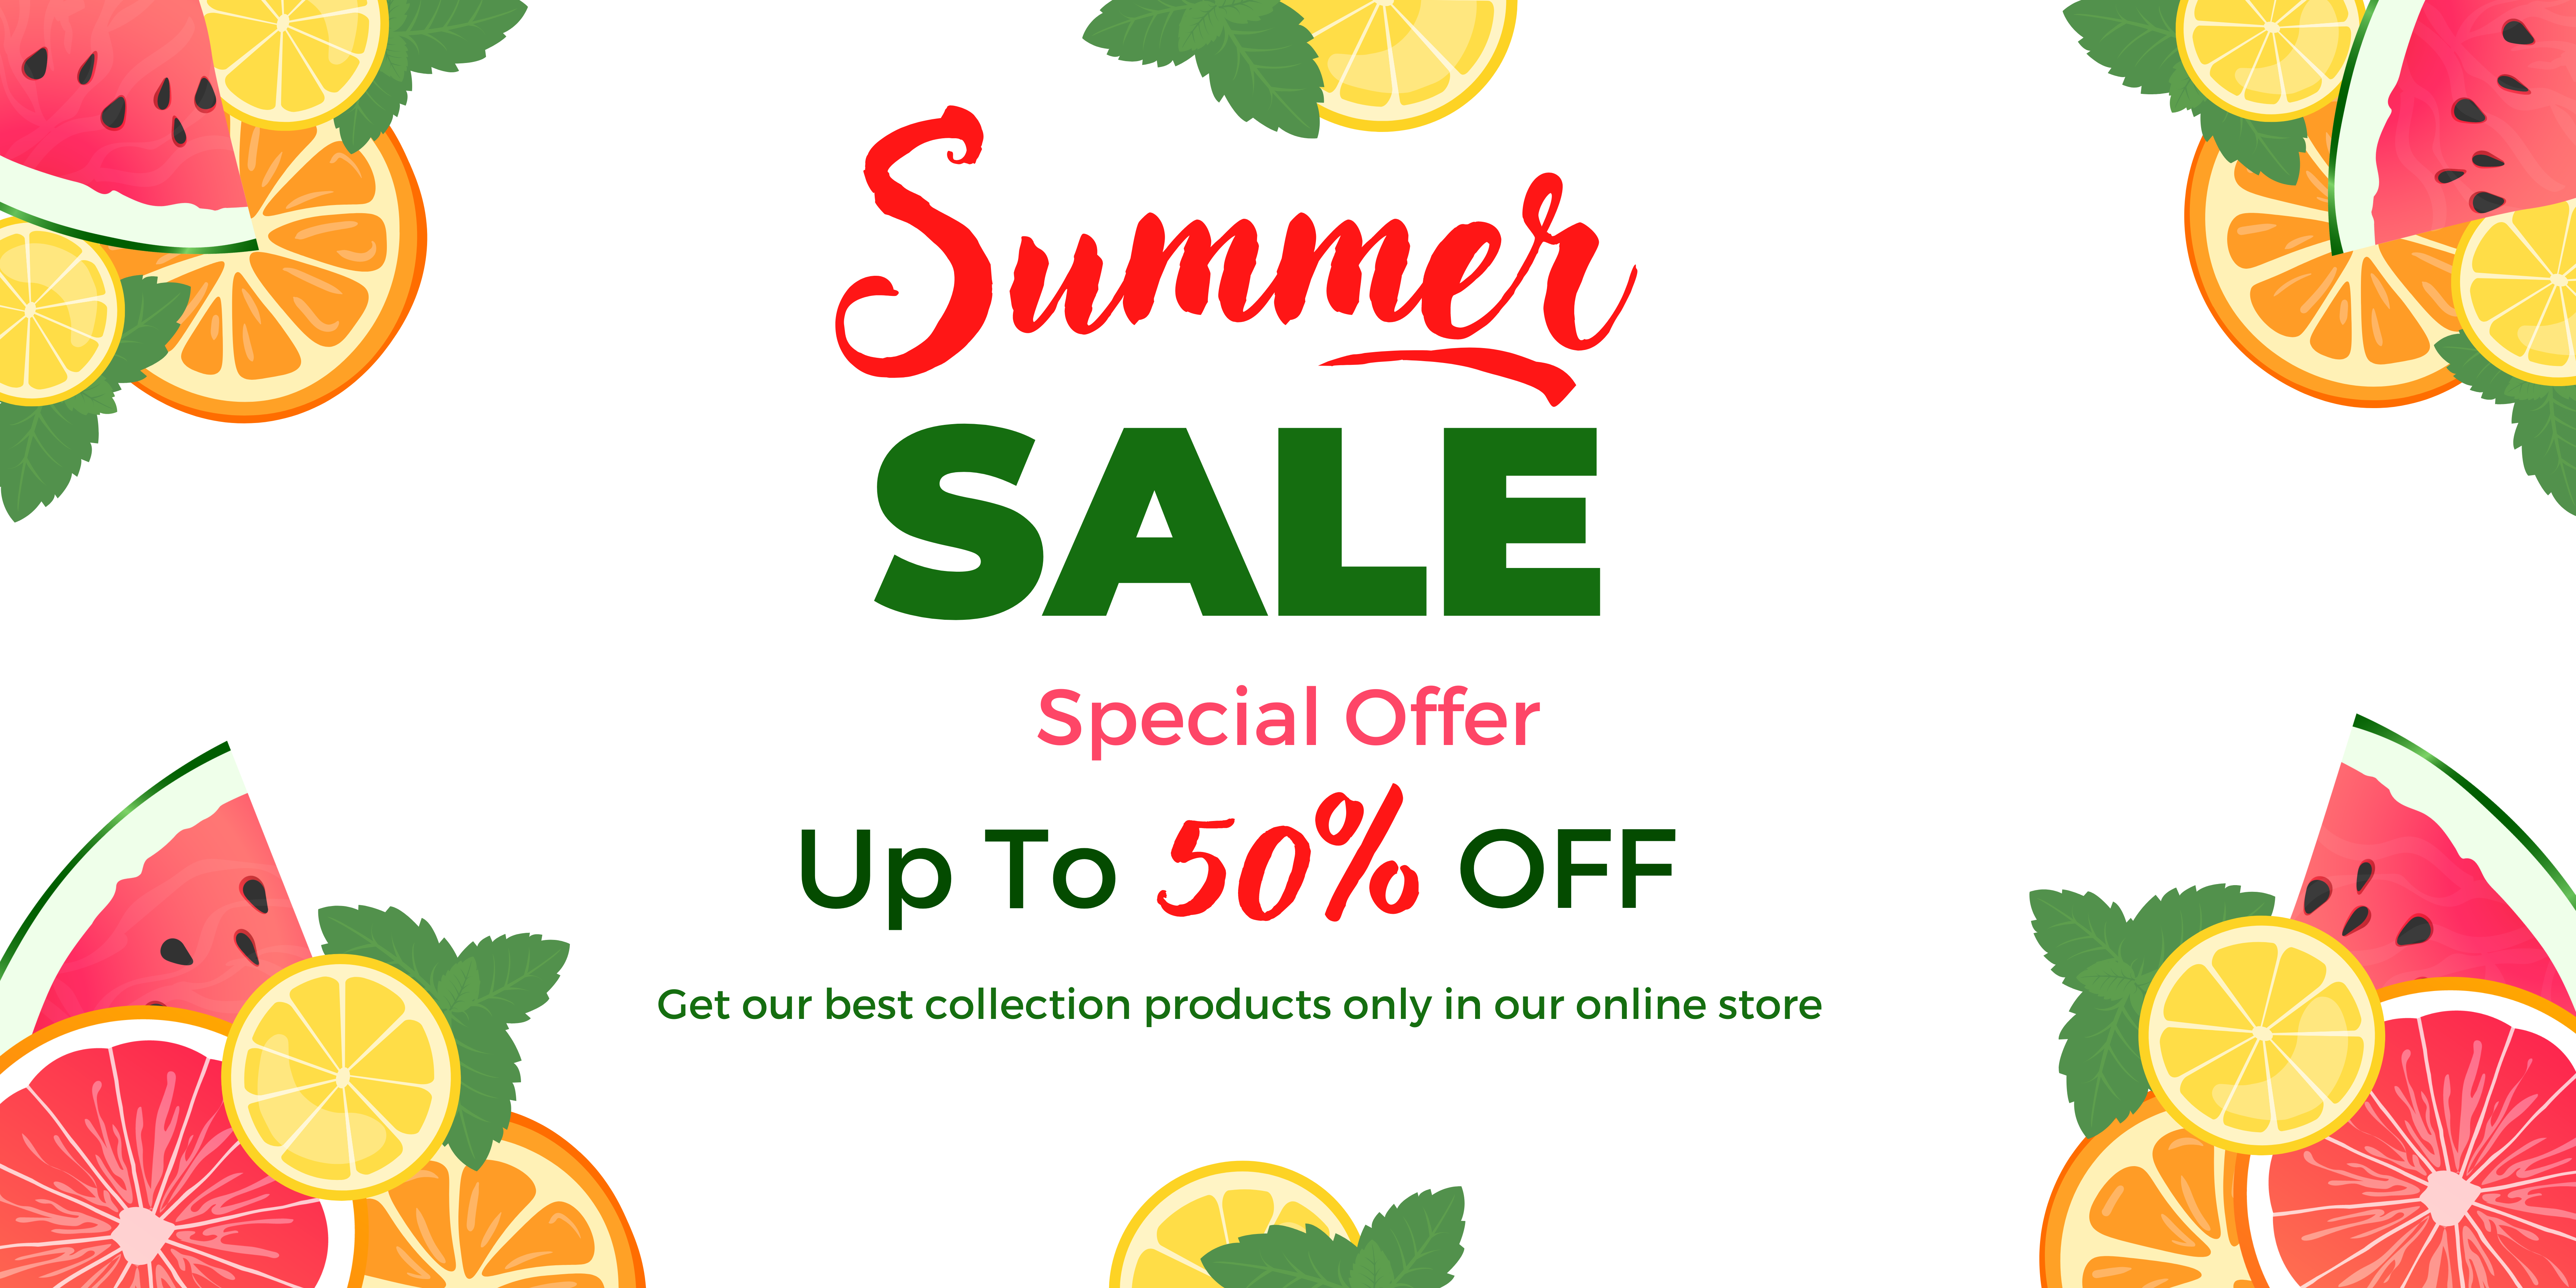 Summer
SALE
Special Offer
Up To 50% OFF
Get our best collection products only in our online store